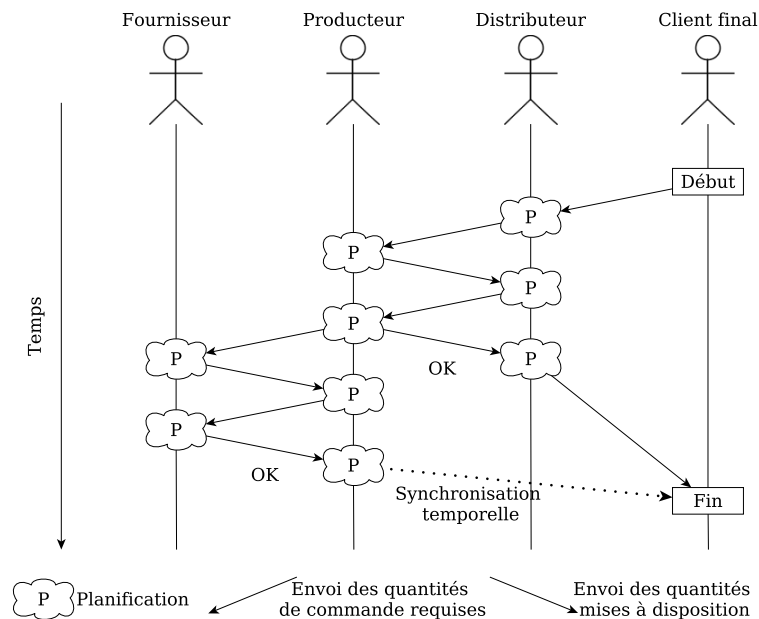 Fournisseur
Producteur
Distributeur
Client final
Début
P
P
P
P
P
P
OK
P
P
P
OK
Synchronisation
temporelle
Fin
Temps
P
Planification
Envoi des quantités
de commande requises
Envoi des quantités
mises à disposition